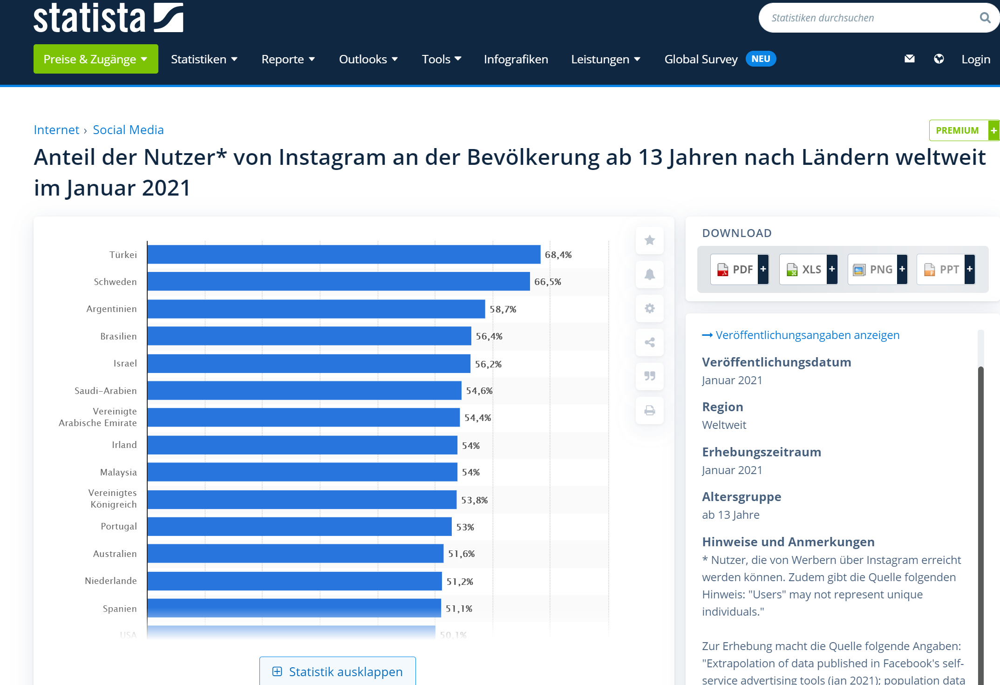 statista
Statistiken durchsuchen
Preise & Zugänge
Statistiken
Reporte
Outlooks
Tools
Infografiken
Leistungen
Global Survey
NEU
Login
Internet › Social Media
PREMIUM +
Anteil der Nutzer* von Instagram an der Bevölkerung ab 13 Jahren nach Ländern weltweit
im Januar 2021
Türkei 68,4%
Schweden 66,5%
Argentinien 58,7%
Brasilien 56,4%
Israel 56,2%
Saudi-Arabien 54,6%
Vereinigte
Arabische Emirate 54,4%
Irland 54%
Malaysia 54%
Vereinigtes
Königreich 53,8%
Portugal 53%
Australien 51,6%
Niederlande 51,2%
Spanien 51,1%
USA 50,1%
Statistik ausklappen
DOWNLOAD
PDF +
XLS +
PNG +
PPT +
→ Veröffentlichungsangaben anzeigen
Veröffentlichungsdatum
Januar 2021
Region
Weltweit
Erhebungszeitraum
Januar 2021
Altersgruppe
ab 13 Jahre
Hinweise und Anmerkungen
* Nutzer, die von Werbern über Instagram erreicht
werden können. Zudem gibt die Quelle folgenden
Hinweis: "Users" may not represent unique
individuals."
Zur Erhebung macht die Quelle folgende Angaben:
"Extrapolation of data published in Facebook's self-
service advertising tools (jan 2021); population data